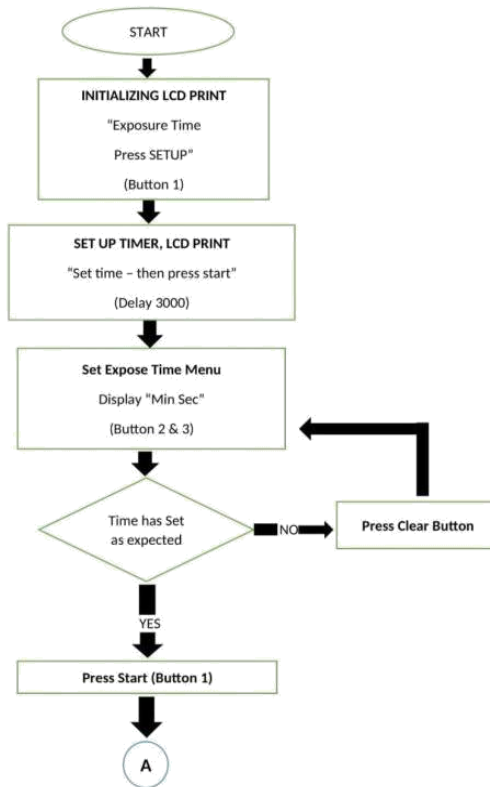 START
INITIALIZING LCD PRINT
“Exposure Time
Press SETUP”
(Button 1)
SET UP TIMER, LCD PRINT
“Set time – then press start”
(Delay 3000)
Set Expose Time Menu
Display “Min Sec”
(Button 2 & 3)
Time has Set
as expected
NO
Press Clear Button
YES
Press Start (Button 1)
A